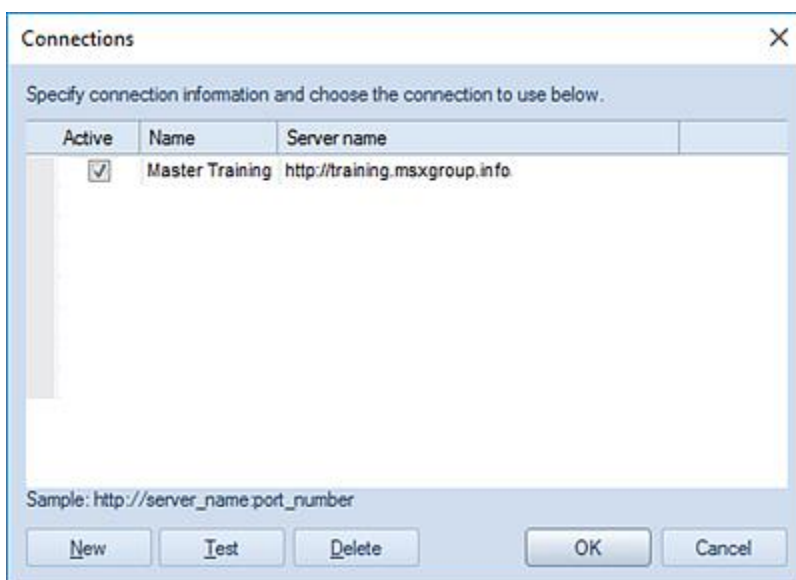 Connections
Specify connection information and choose the connection to use below.
Active Name Server name
Master Training http://training.msxgroup.info
Sample: http://server_name:port_number
New Test Delete OK Cancel